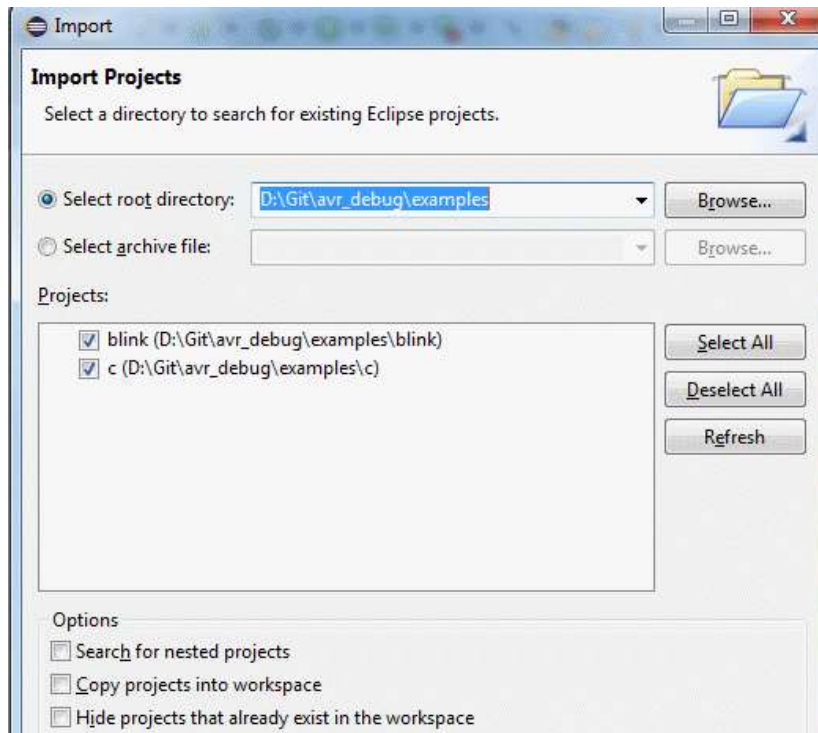 Import
Import Projects
Select a directory to search for existing Eclipse projects.
Select root directory: D:\Git\avr_debug\examples Browse...
Select archive file: Browse...
Projects:
blink (D:\Git\avr_debug\examples\blink)
c (D:\Git\avr_debug\examples\c)
Select All
Deselect All
Refresh
Options
Search for nested projects
Copy projects into workspace
Hide projects that already exist in the workspace